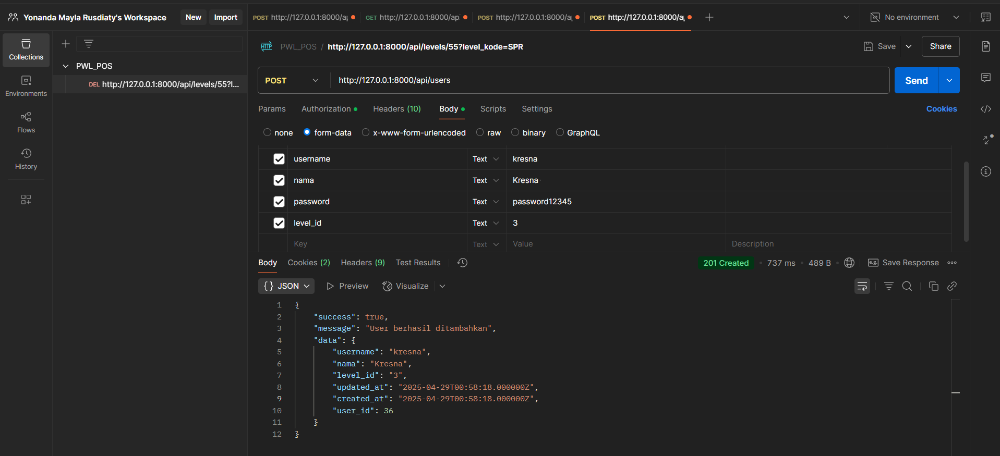 Yonanda Mayla Rusdiaty's Workspace New Import POST http://127.0.0.1:8000/a GET http://127.0.0.1:8000/ap POST http://127.0.0.1:8000/a POST http://127.0.0.1:8000/a No environment
Collections
Environments
Flows
History
PWL_POS
DEL http://127.0.0.1:8000/api/levels/55?l...
HTTP PWL_POS / http://127.0.0.1:8000/api/levels/55?level_kode=SPR Save Share
POST http://127.0.0.1:8000/api/users Send
Params Authorization Headers (10) Body Scripts Settings Cookies
none form-data x-www-form-urlencoded raw binary GraphQL
username Text kresna
nama Text Kresna
password Text password12345
level_id Text 3
Key Text Value Description
Body Cookies (2) Headers (9) Test Results 201 Created • 737 ms • 489 B • e.g. Save Response
{} JSON Preview Visualize
1 {
2 "success": true,
3 "message": "User berhasil ditambahkan",
4 "data": {
5 "username": "kresna",
6 "nama": "Kresna",
7 "level_id": "3",
8 "updated_at": "2025-04-29T00:58:18.000000Z",
9 "created_at": "2025-04-29T00:58:18.000000Z",
10 "user_id": 36
11 }
12 }